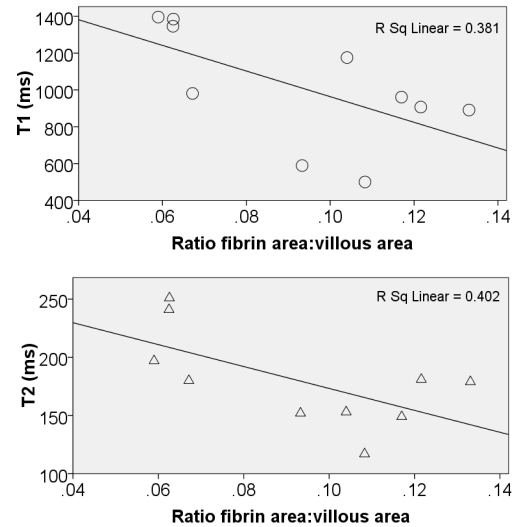 1400
R Sq Linear = 0.381
1200
1000
800
600
400
T1 (ms)
.04 .06 .08 .10 .12 .14
Ratio fibrin area:villous area
R Sq Linear = 0.402
250
200
150
100
T2 (ms)
.04 .06 .08 .10 .12 .14
Ratio fibrin area:villous area